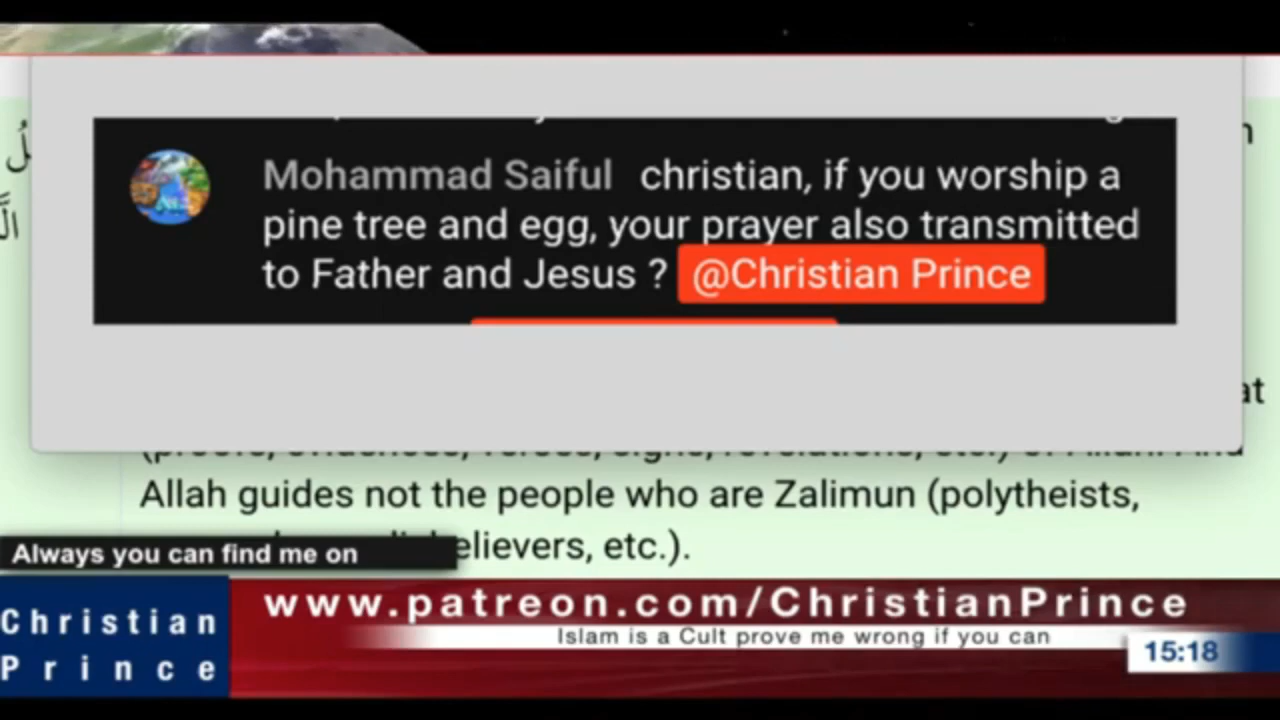 Mohammad Saiful christian, if you worship a
pine tree and egg, your prayer also transmitted
to Father and Jesus ? @Christian Prince
at
Allah guides not the people who are Zalimun (polytheists,
elievers, etc.).
Always you can find me on
Christian
Prince
www.patreon.com/ChristianPrince
Islam is a Cult prove me wrong if you can
15:18